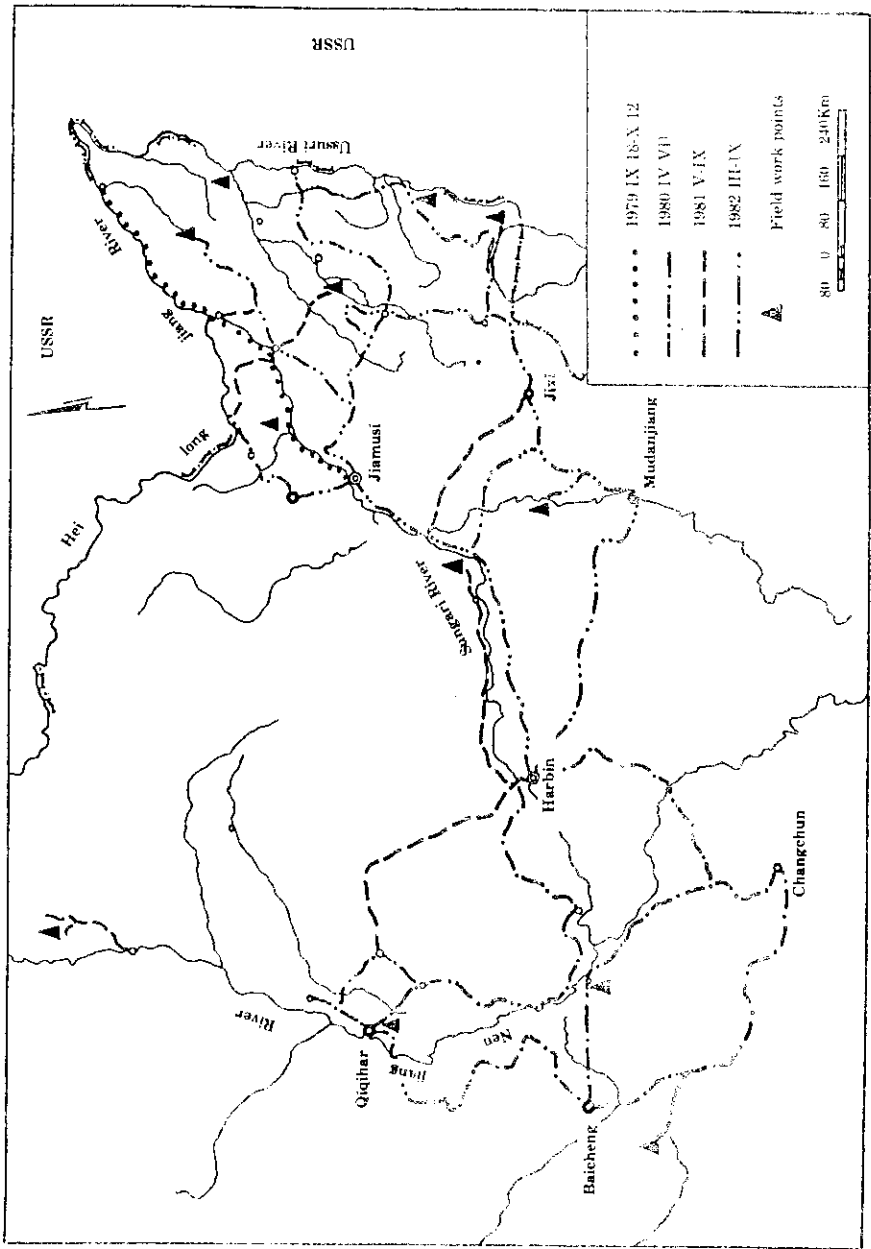 USSR
USSR
Hei
long
jiang
River
Ussuri River
Jiamusi
Sungari River
Jixi
Mudanjiang
Harbin
River
Qiqihar
jiang
Nen
Baicheng
Changchun
1979 IX 18-X 12
1980 IV VII
1981 V-IX
1982 III-IX
Field work points
80 0 80 160 240Km